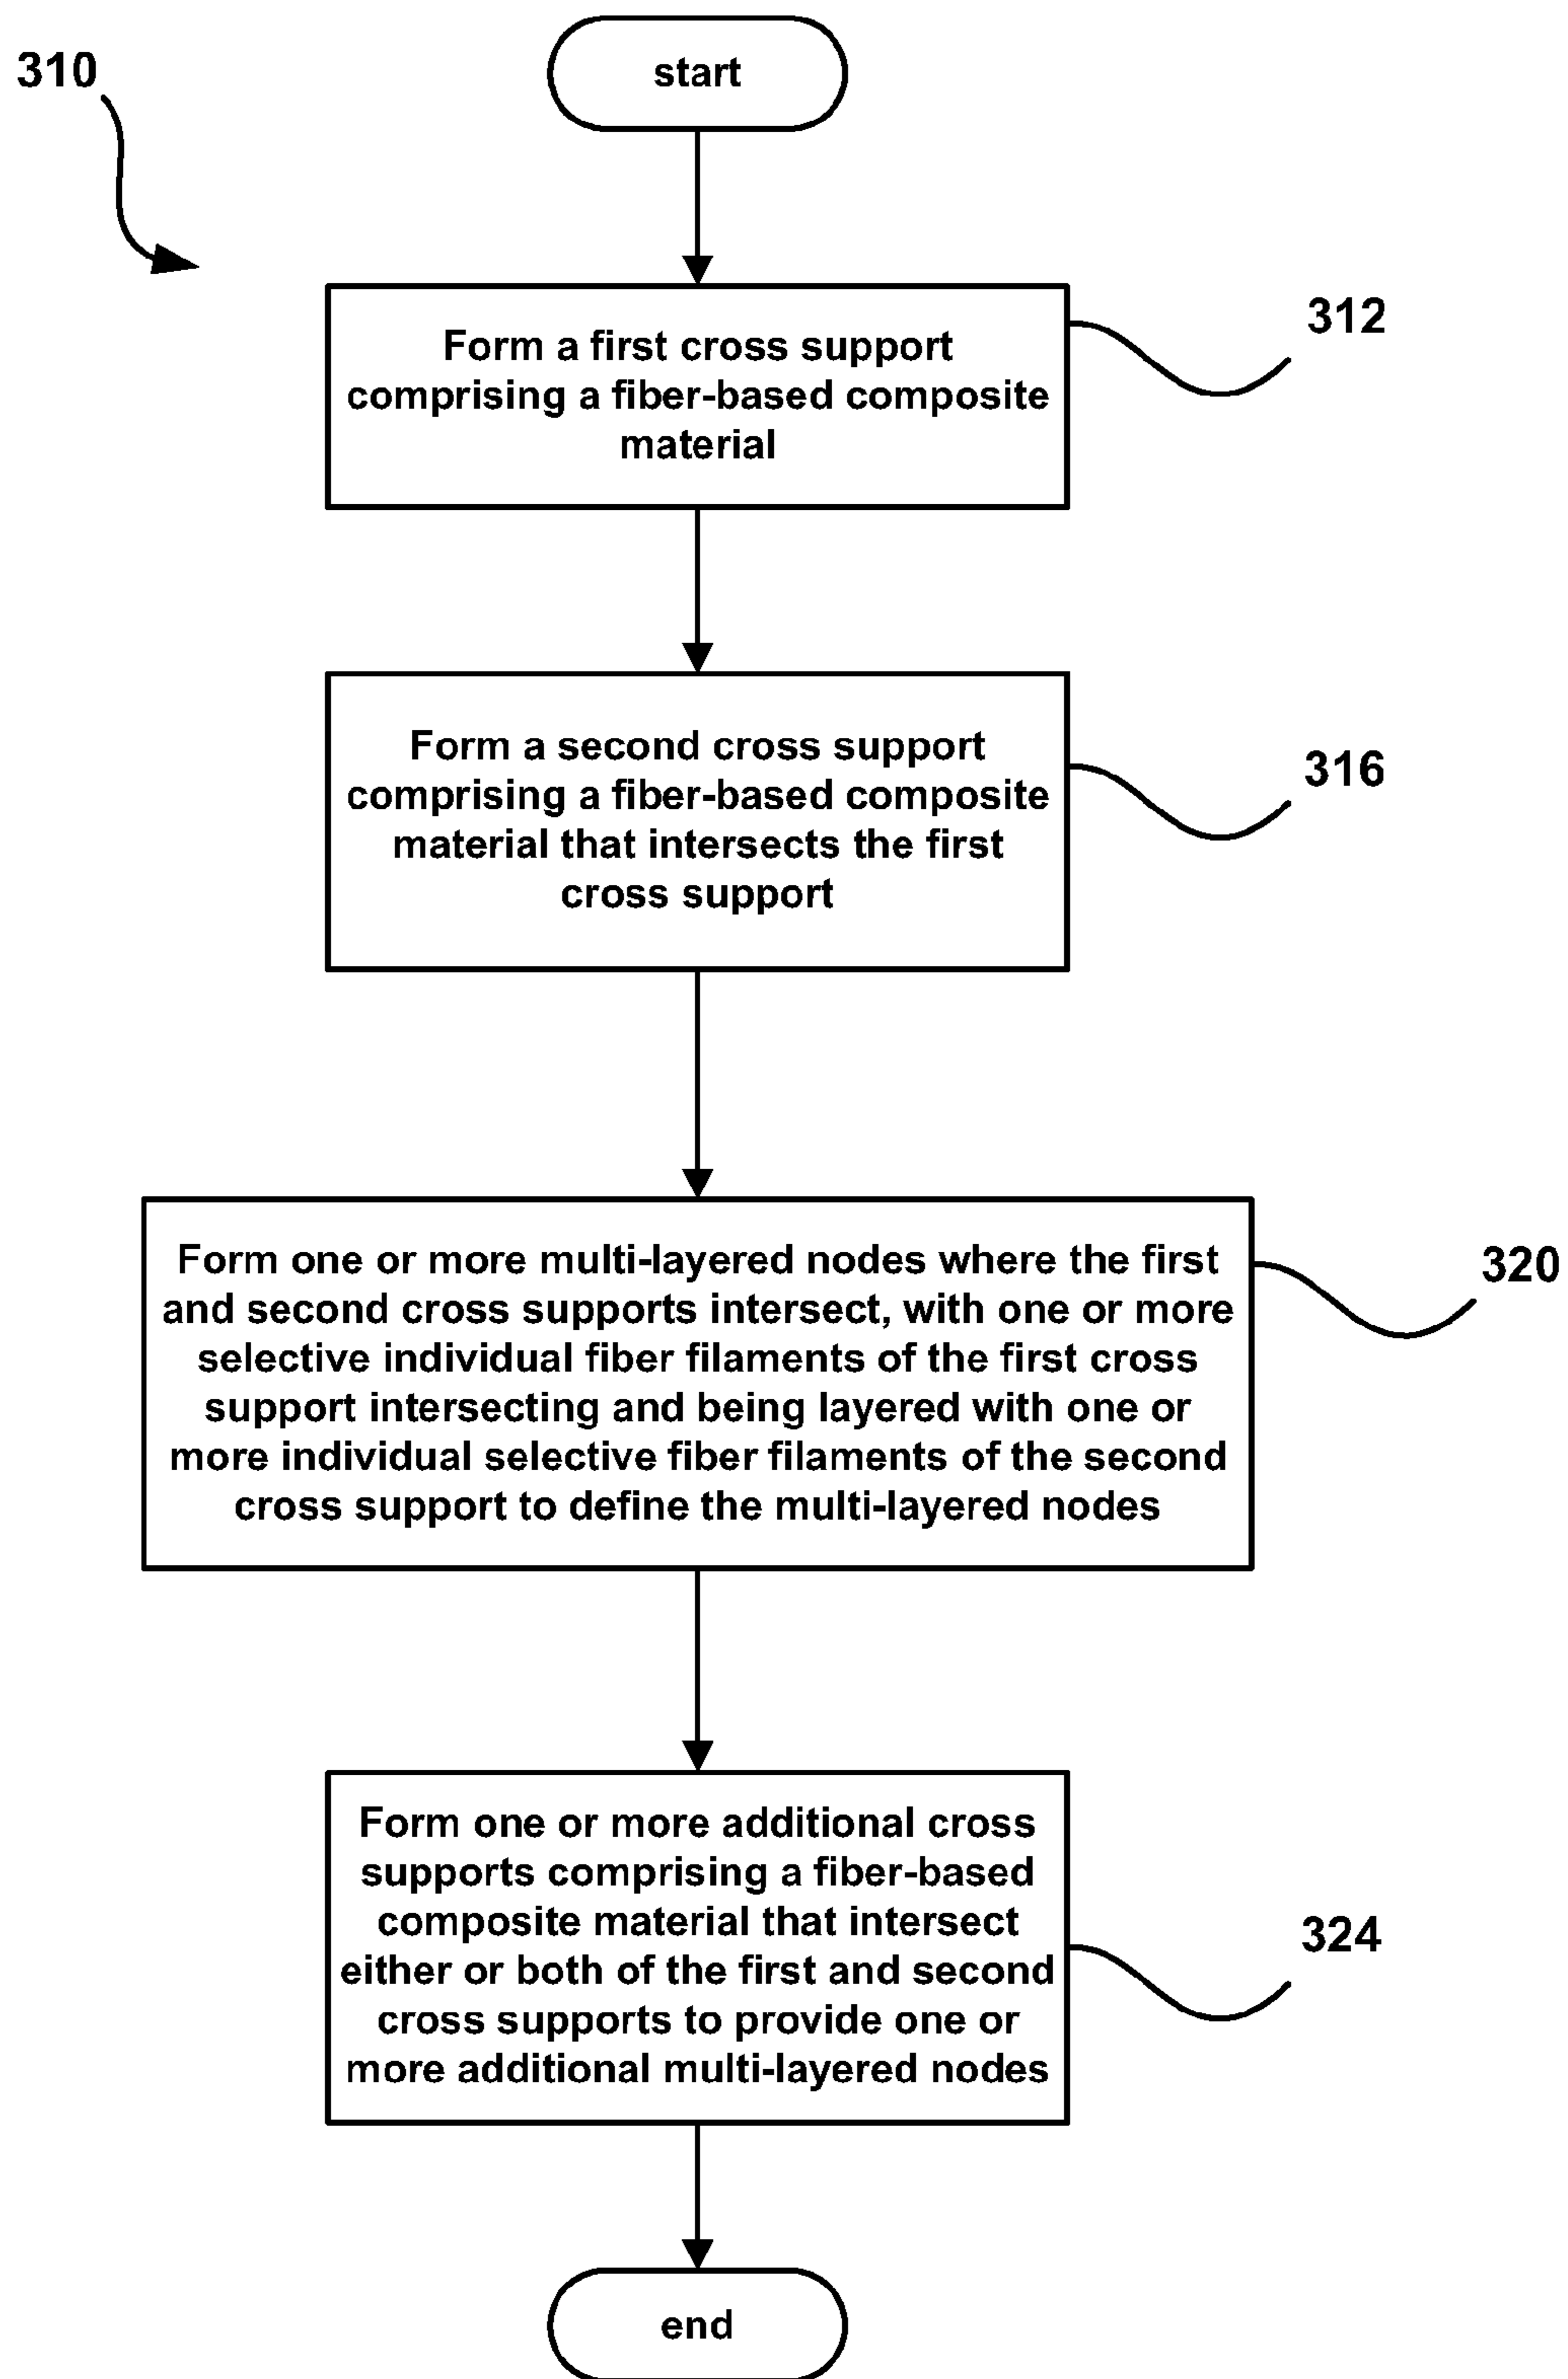 start
310
312
Form a first cross support
comprising a fiber-based composite
material
316
Form a second cross support
comprising a fiber-based composite
material that intersects the first
cross support
320
Form one or more multi-layered nodes where the first
and second cross supports intersect, with one or more
selective individual fiber filaments of the first cross
support intersecting and being layered with one or
more individual selective fiber filaments of the second
cross support to define the multi-layered nodes
324
Form one or more additional cross
supports comprising a fiber-based
composite material that intersect
either or both of the first and second
cross supports to provide one or
more additional multi-layered nodes
end